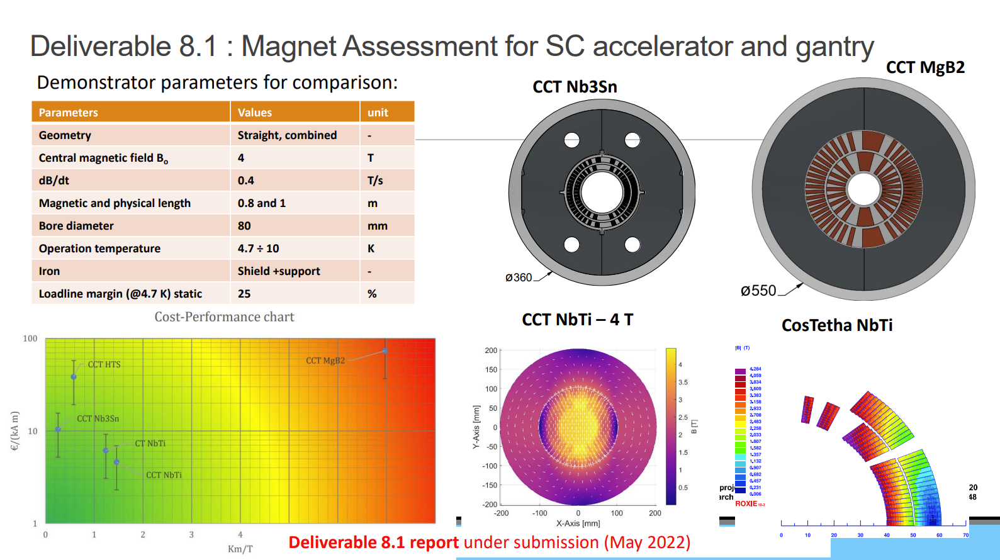 Deliverable 8.1 : Magnet Assessment for SC accelerator and gantry
Demonstrator parameters for comparison:
Parameters Values unit
Geometry Straight, combined -
Central magnetic field Bo 4 T
dB/dt 0.4 T/s
Magnetic and physical length 0.8 and 1 m
Bore diameter 80 mm
Operation temperature 4.7 ÷ 10 K
Iron Shield +support -
Loadline margin (@4.7 K) static 25 %
CCT Nb3Sn
Ø360
CCT MgB2
Ø550
Cost-Performance chart
€/(kA m)
100
10
1
CCT HTS
CCT MgB2
CCT Nb3Sn
CT NbTi
CCT NbTi
0 1 2 3 4
Km/T
CCT NbTi – 4 T
Y-Axis [mm]
200
150
100
50
0
-50
-100
-150
-200
-200 -100 0 100 200
X-Axis [mm]
4
3.5
3
2.5
2
1.5
1
0.5
B [T]
CosTetha NbTi
|B| (T)
4.284
4.059
3.834
3.609
3.383
3.158
2.933
2.708
2.483
2.258
2.033
1.807
1.582
1.357
1.132
0.907
0.682
0.457
0.231
0.006
ROXIE 10-2
0 10 20 30 40 50 60 70
proj
arch
20
48
Deliverable 8.1 report under submission (May 2022)